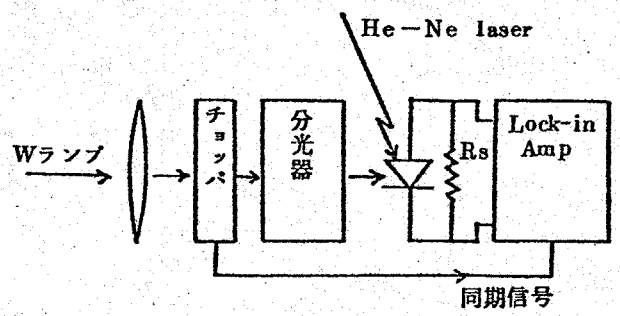 He-Ne laser
Wランプ
チョッパ
分光器
Rs
Lock-in
Amp
同期信号